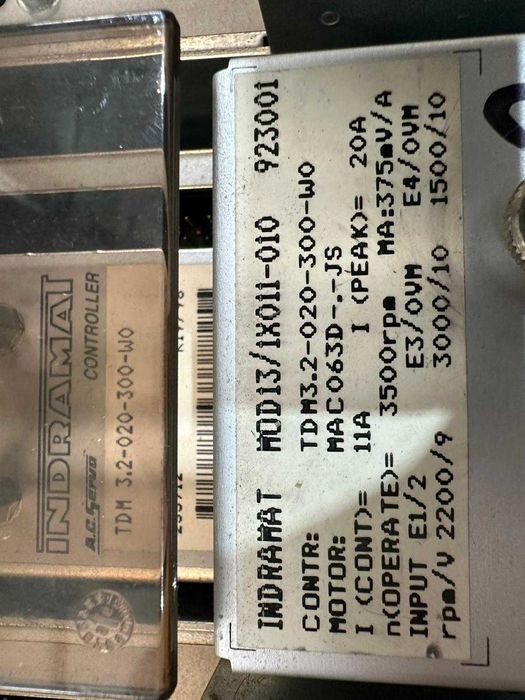 INDRAMAT
A.C. Servo CONTROLLER
TDM 3.2-020-300-W0
INDRAMAT MOD13/1X011-010 923001
CONTR: TDM3.2-020-300-W0
MOTOR: MAC063D-.-JS
I (CONT)= 11A I (PEAK)= 20A
n(OPERATE)= 3500rpm MA:375mV/A
INPUT E1/2 E3/OVM E4/OVM
rpm/V 2200/9 3000/10 1500/10